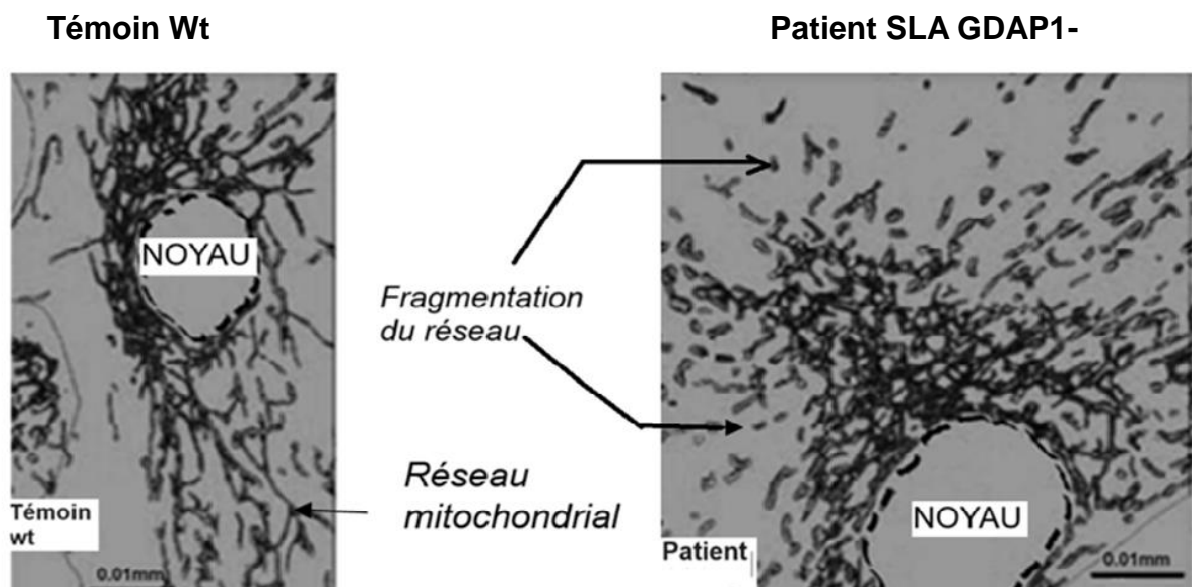 Témoin Wt
Patient SLA GDAP1-
NOYAU
Fragmentation
du réseau
Réseau
mitochondrial
Témoin
wt
0.01mm
NOYAU
Patient
0.01mm